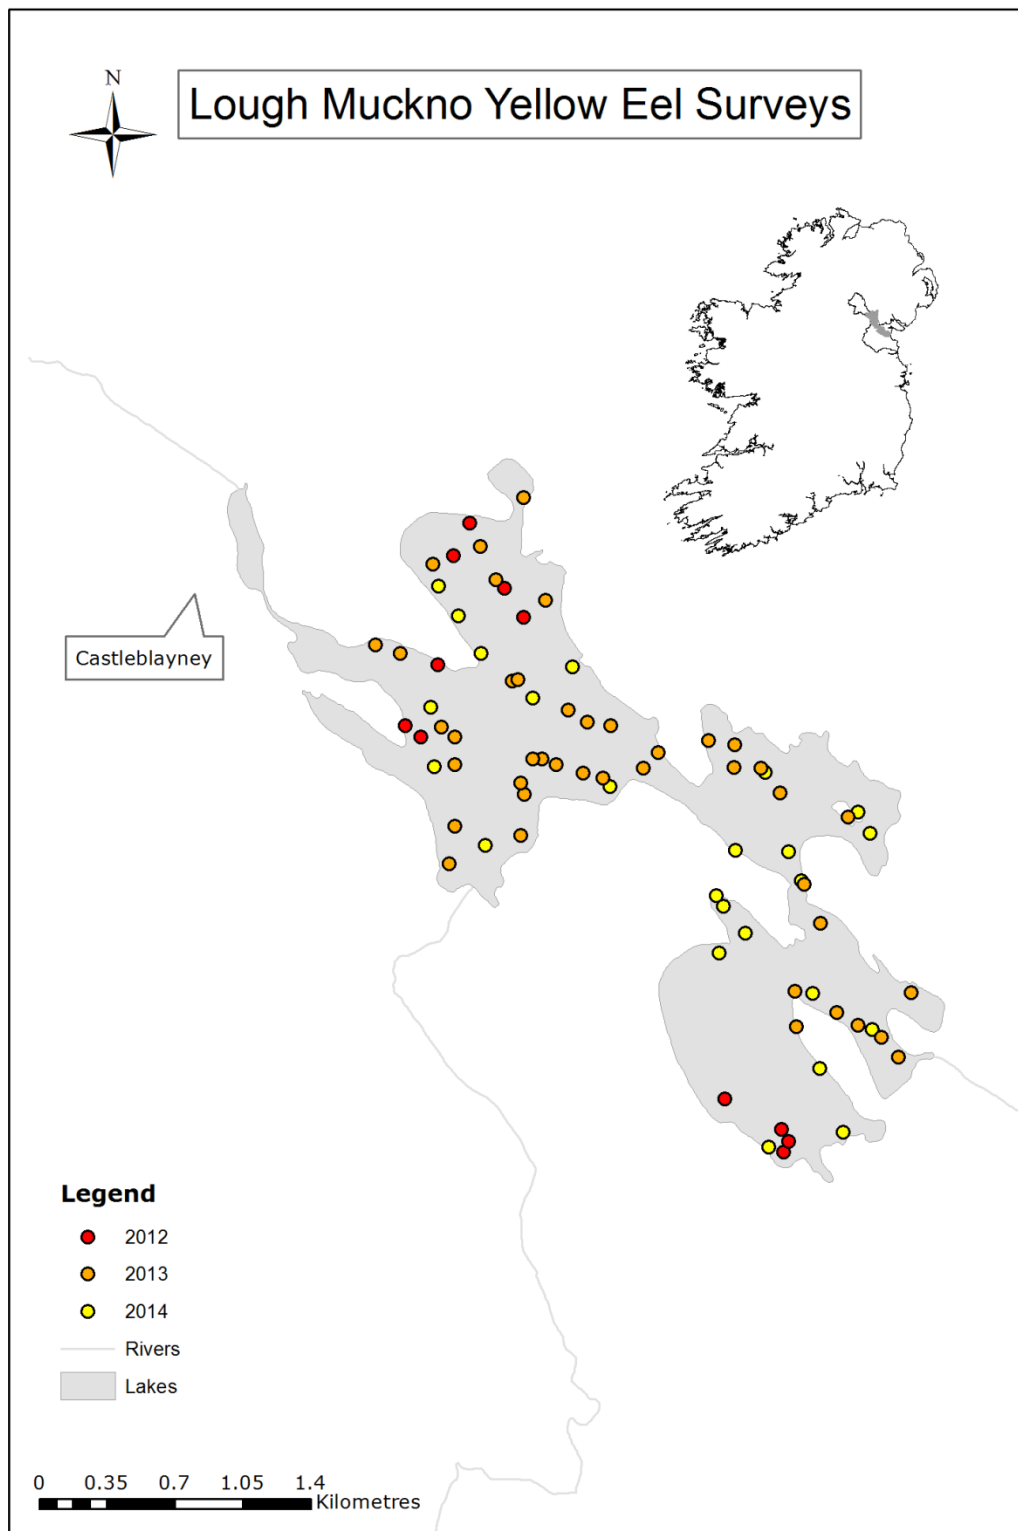 N
Lough Muckno Yellow Eel Surveys
Castleblayney
Legend
2012
2013
2014
Rivers
Lakes
0 0.35 0.7 1.05 1.4
Kilometres